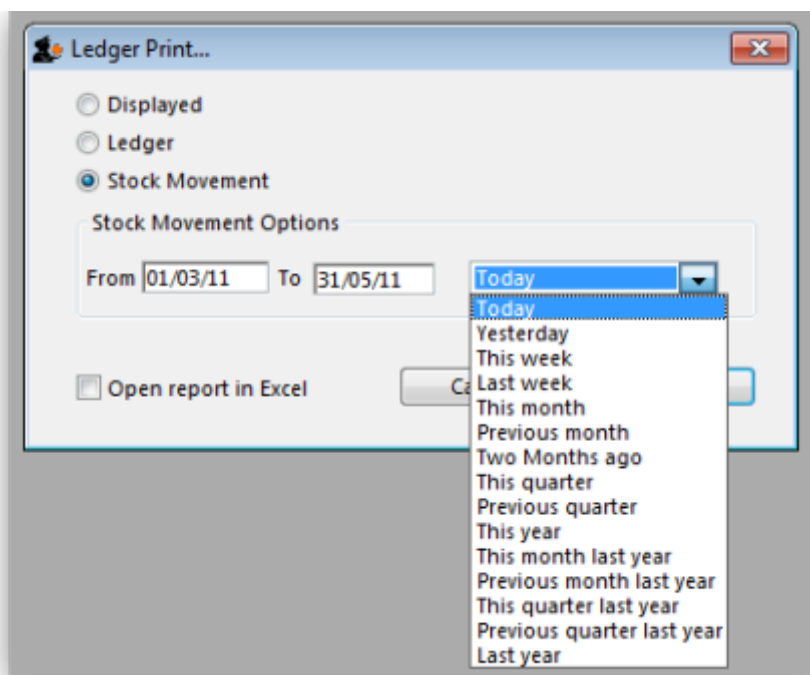 Ledger Print...
Displayed
Ledger
Stock Movement
Stock Movement Options
From 01/03/11 To 31/05/11 Today
Today
Yesterday
This week
Last week
This month
Previous month
Two Months ago
This quarter
Previous quarter
This year
This month last year
Previous month last year
This quarter last year
Previous quarter last year
Last year
Open report in Excel